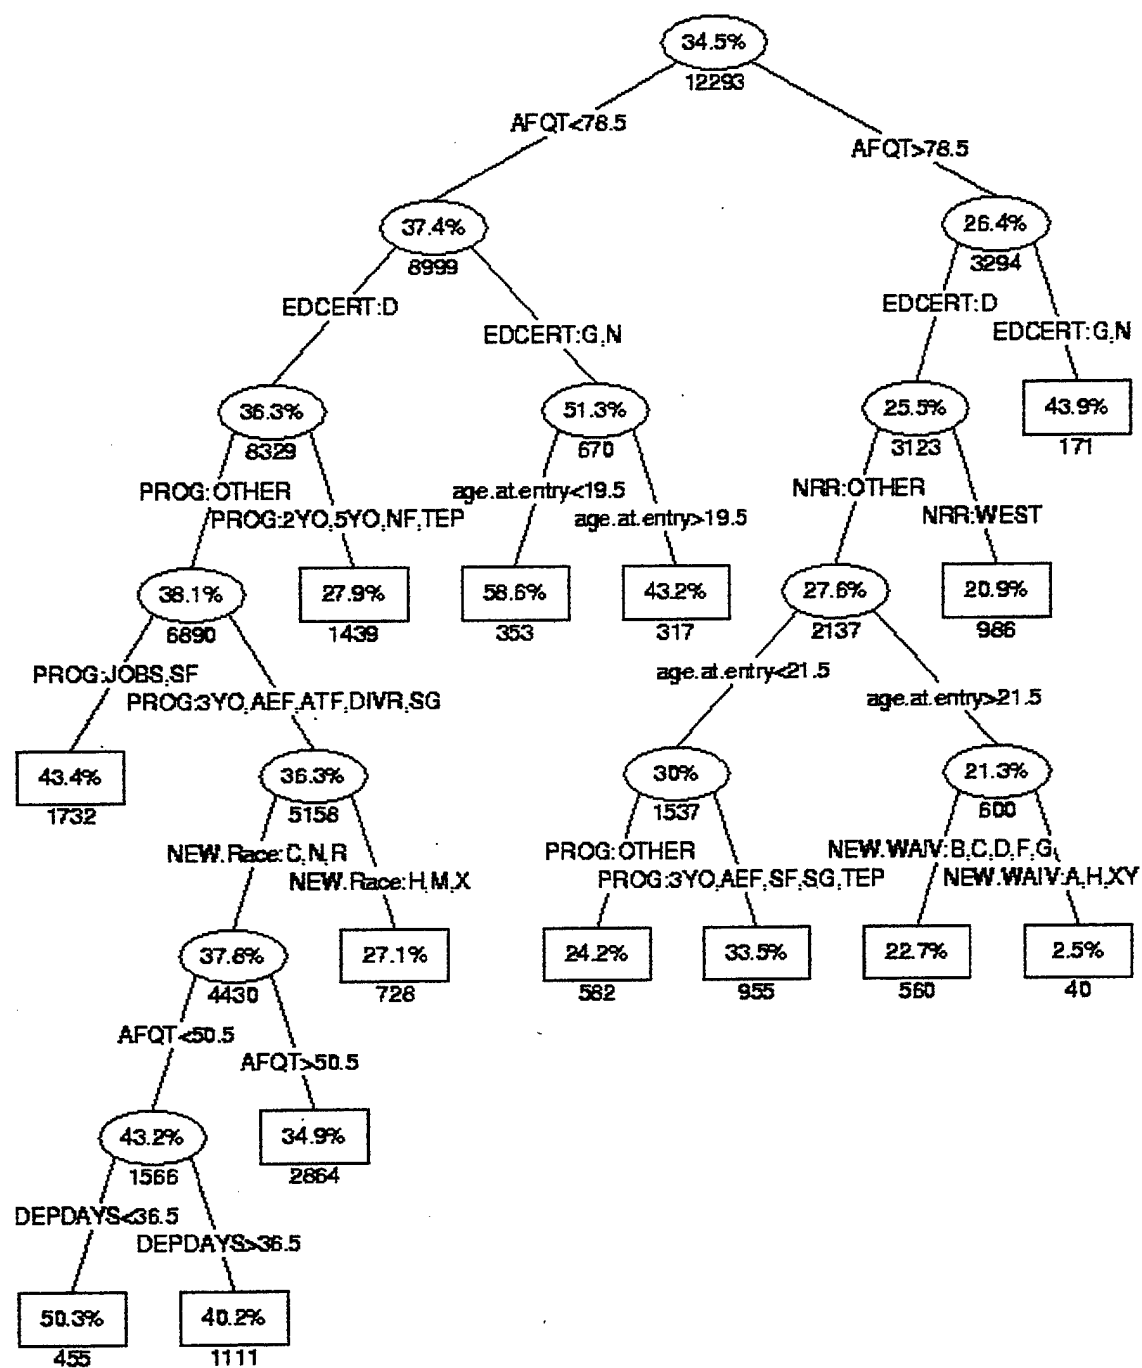 34.5%
12293
AFQT<78.5
AFQT>78.5
37.4%
8999
26.4%
3294
EDCERT:D
EDCERT:G,N
EDCERT:D
EDCERT:G,N
36.3%
8329
51.3%
670
25.5%
3123
43.9%
171
PROG:OTHER
PROG:2YO,5YO,NF,TEP
age.at.entry<19.5
age.at.entry>19.5
NRR:OTHER
NRR:WEST
38.1%
6890
27.9%
1439
58.6%
353
43.2%
317
27.6%
2137
20.9%
986
PROG:JOBS,SF
PROG:3YO,AEF,ATF,DIVR,SG
age.at.entry<21.5
age.at.entry>21.5
43.4%
1732
36.3%
5158
30%
1537
21.3%
600
NEW.Race:C,N,R
NEW.Race:H,M,X
PROG:OTHER
PROG:3YO,AEF,SF,SG,TEP
NEW.WAIV:B,C,D,F,G
NEW.WAIV:A,H,XY
37.8%
4430
27.1%
728
24.2%
582
33.5%
955
22.7%
560
2.5%
40
AFQT<50.5
AFQT>50.5
43.2%
1566
34.9%
2864
DEPDAYS<36.5
DEPDAYS>36.5
50.3%
455
40.2%
1111